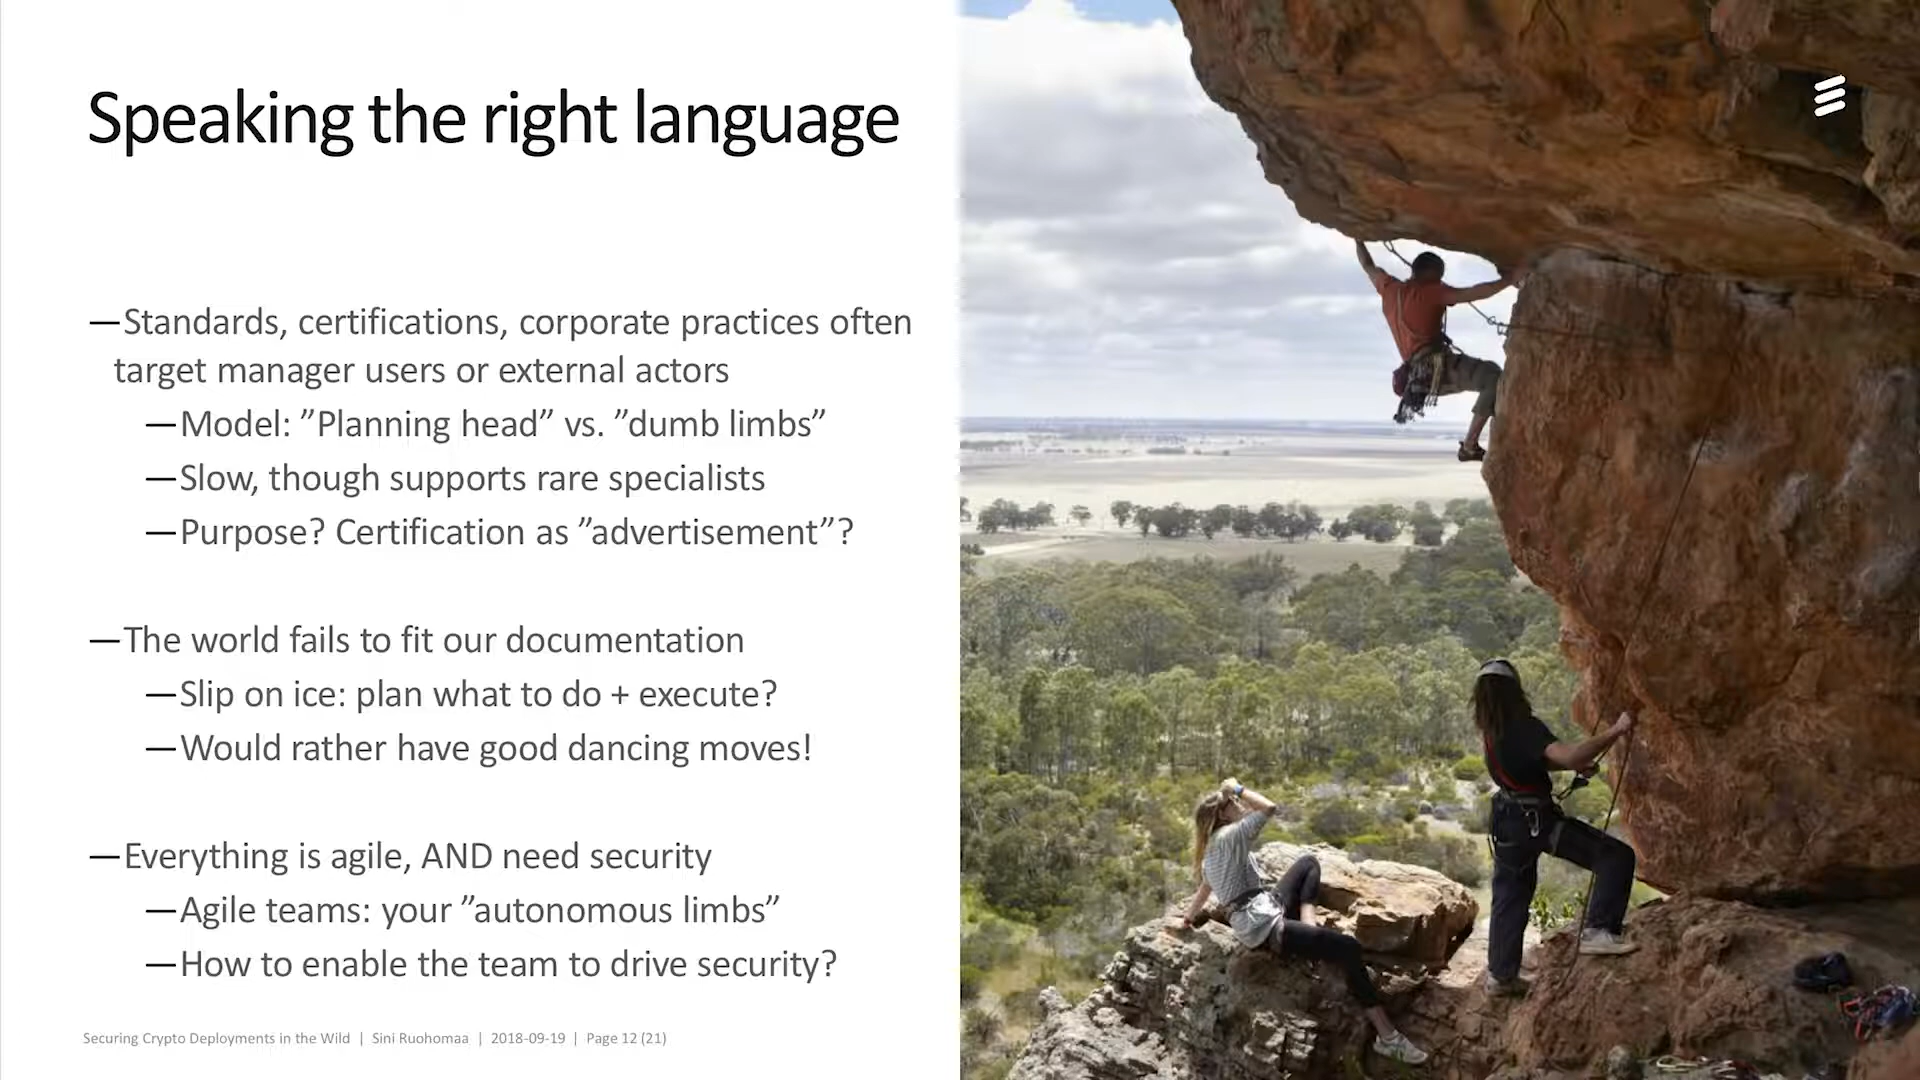 Speaking the right language
—Standards, certifications, corporate practices often
target manager users or external actors
—Model: ”Planning head” vs. ”dumb limbs”
—Slow, though supports rare specialists
—Purpose? Certification as ”advertisement”?
—The world fails to fit our documentation
—Slip on ice: plan what to do + execute?
—Would rather have good dancing moves!
—Everything is agile, AND need security
—Agile teams: your ”autonomous limbs”
—How to enable the team to drive security?
Securing Crypto Deployments in the Wild | Sini Ruohomaa | 2018-09-19 | Page 12 (21)